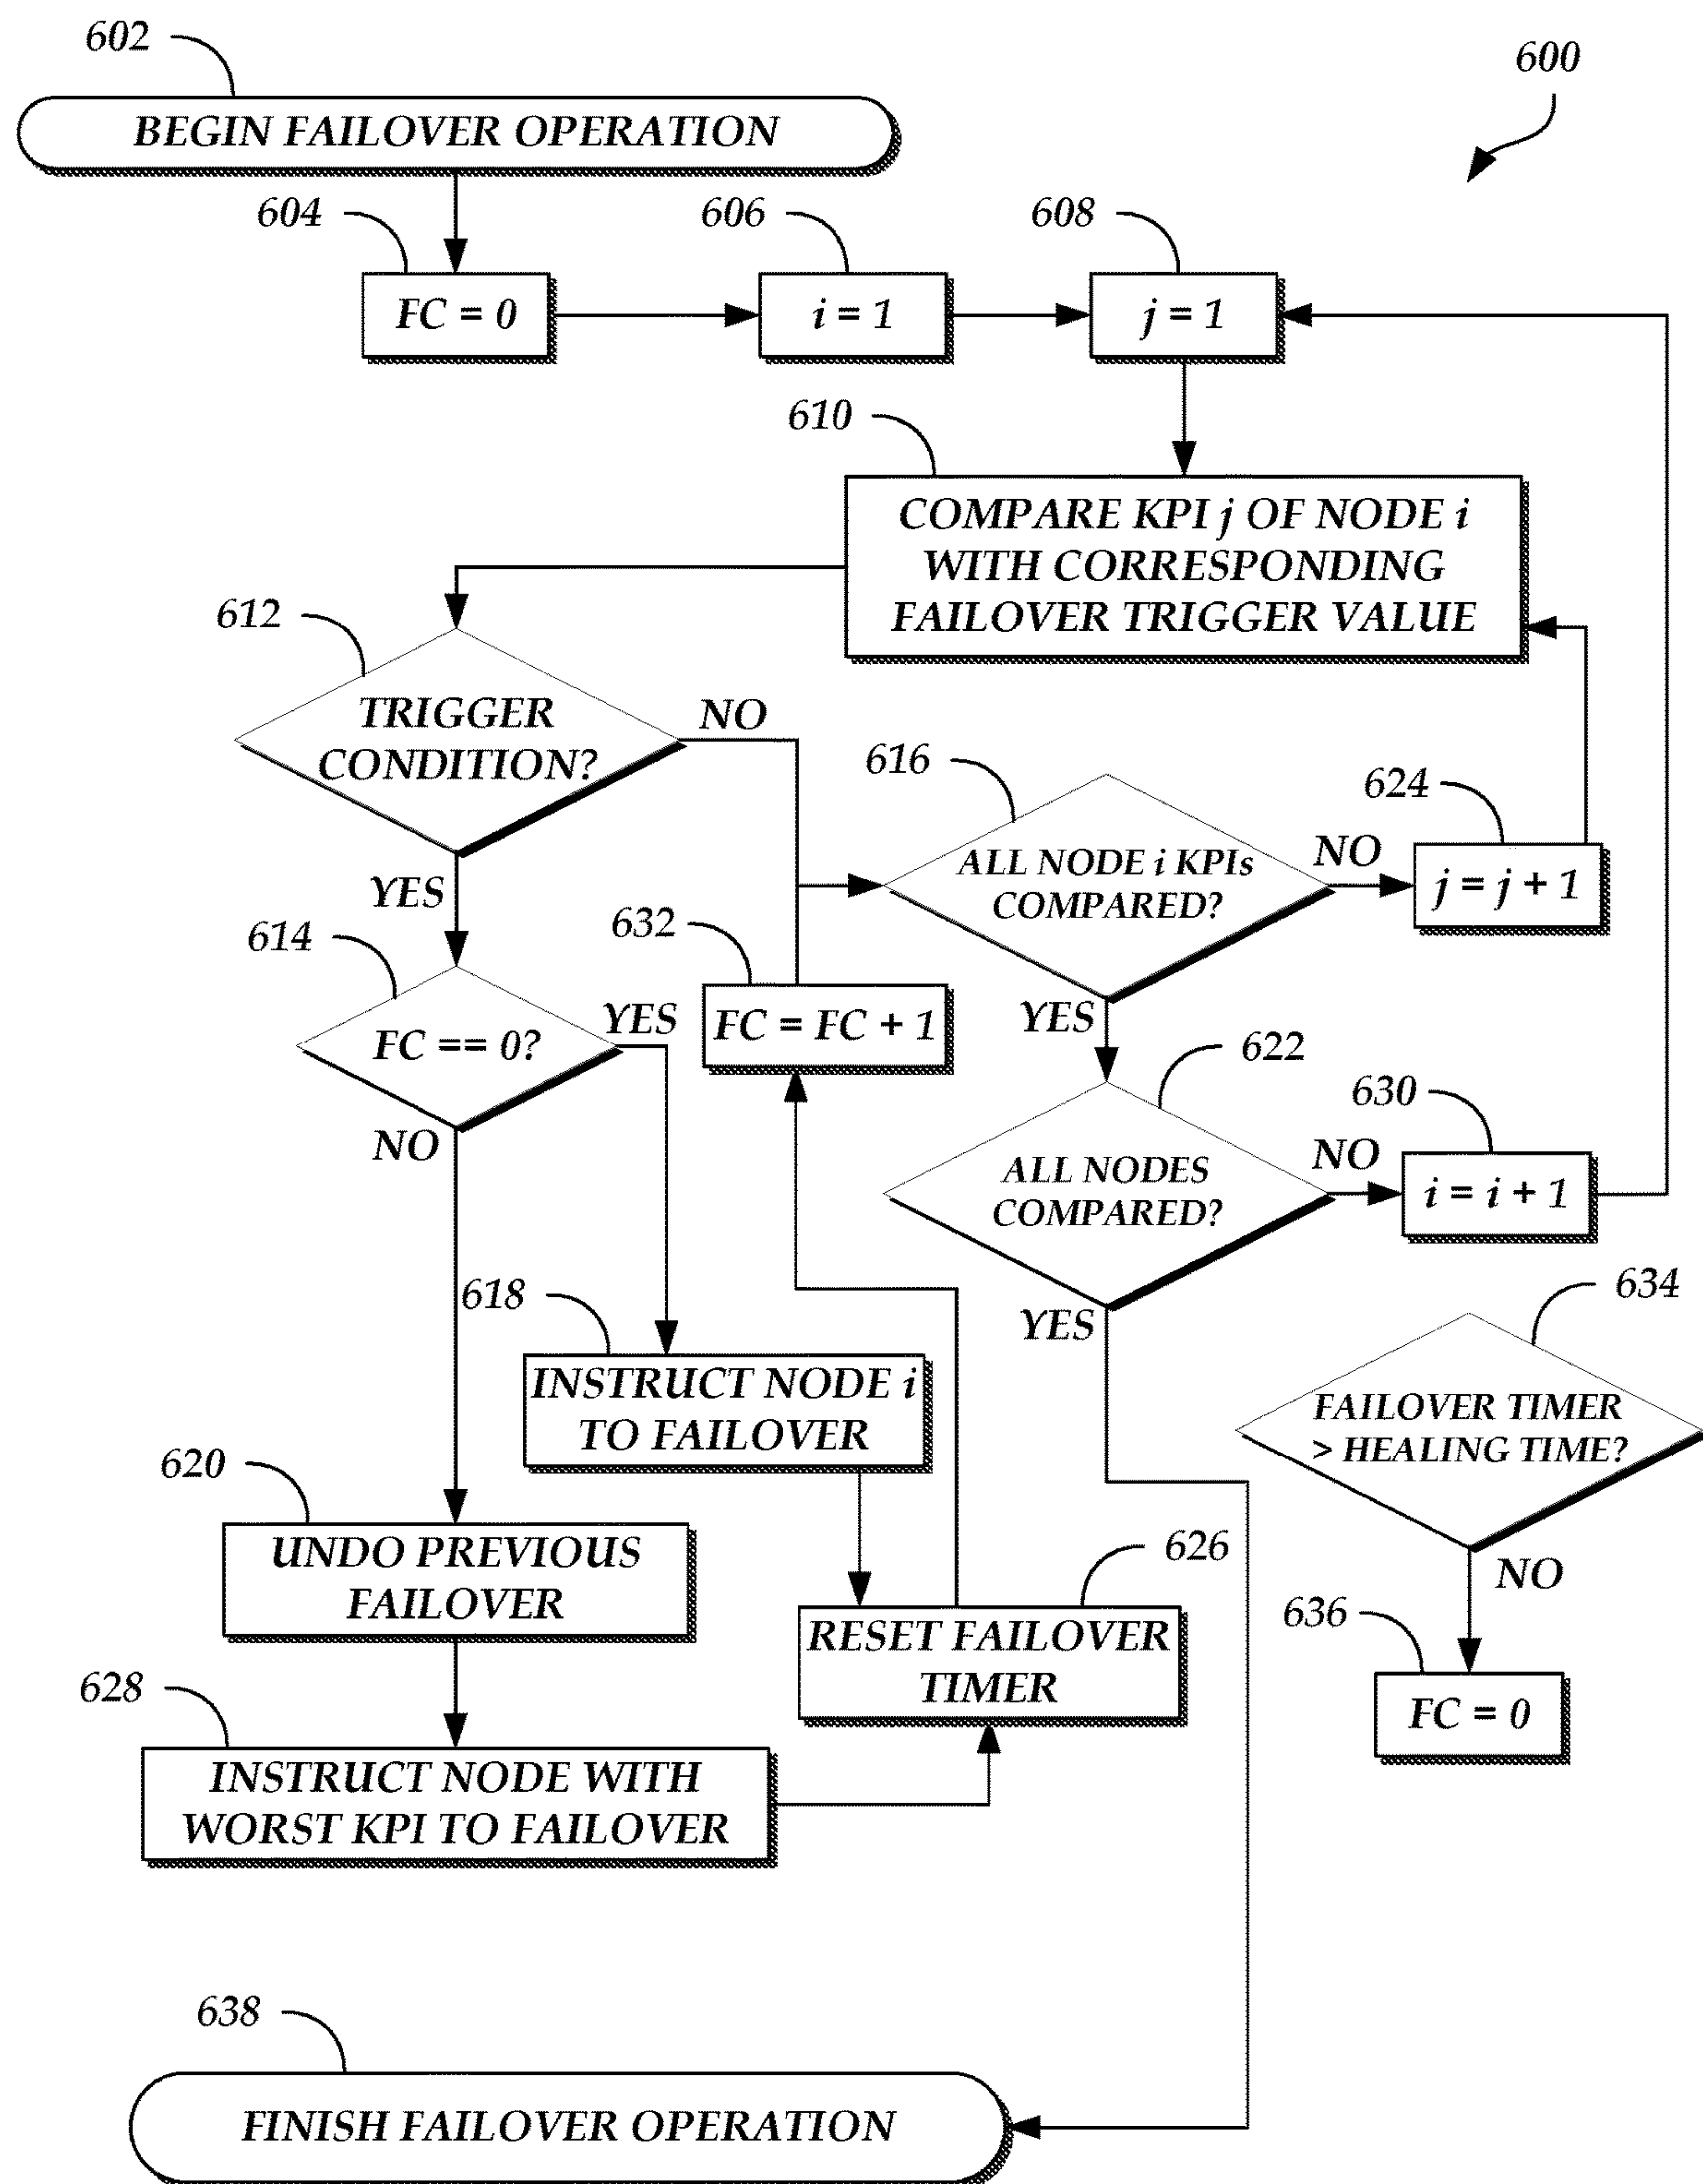 602
600
BEGIN FAILOVER OPERATION
604
606
608
FC = 0
i = 1
j = 1
610
COMPARE KPI j OF NODE i
WITH CORRESPONDING
FAILOVER TRIGGER VALUE
612
TRIGGER
CONDITION?
NO
616
624
ALL NODE i KPIs
COMPARED?
NO
j = j + 1
YES
614
632
FC == 0?
YES
FC = FC + 1
YES
622
630
NO
ALL NODES
COMPARED?
NO
i = i + 1
618
YES
634
INSTRUCT NODE i
TO FAILOVER
FAILOVER TIMER
> HEALING TIME?
620
UNDO PREVIOUS
FAILOVER
626
NO
636
RESET FAILOVER
TIMER
628
FC = 0
INSTRUCT NODE WITH
WORST KPI TO FAILOVER
638
FINISH FAILOVER OPERATION